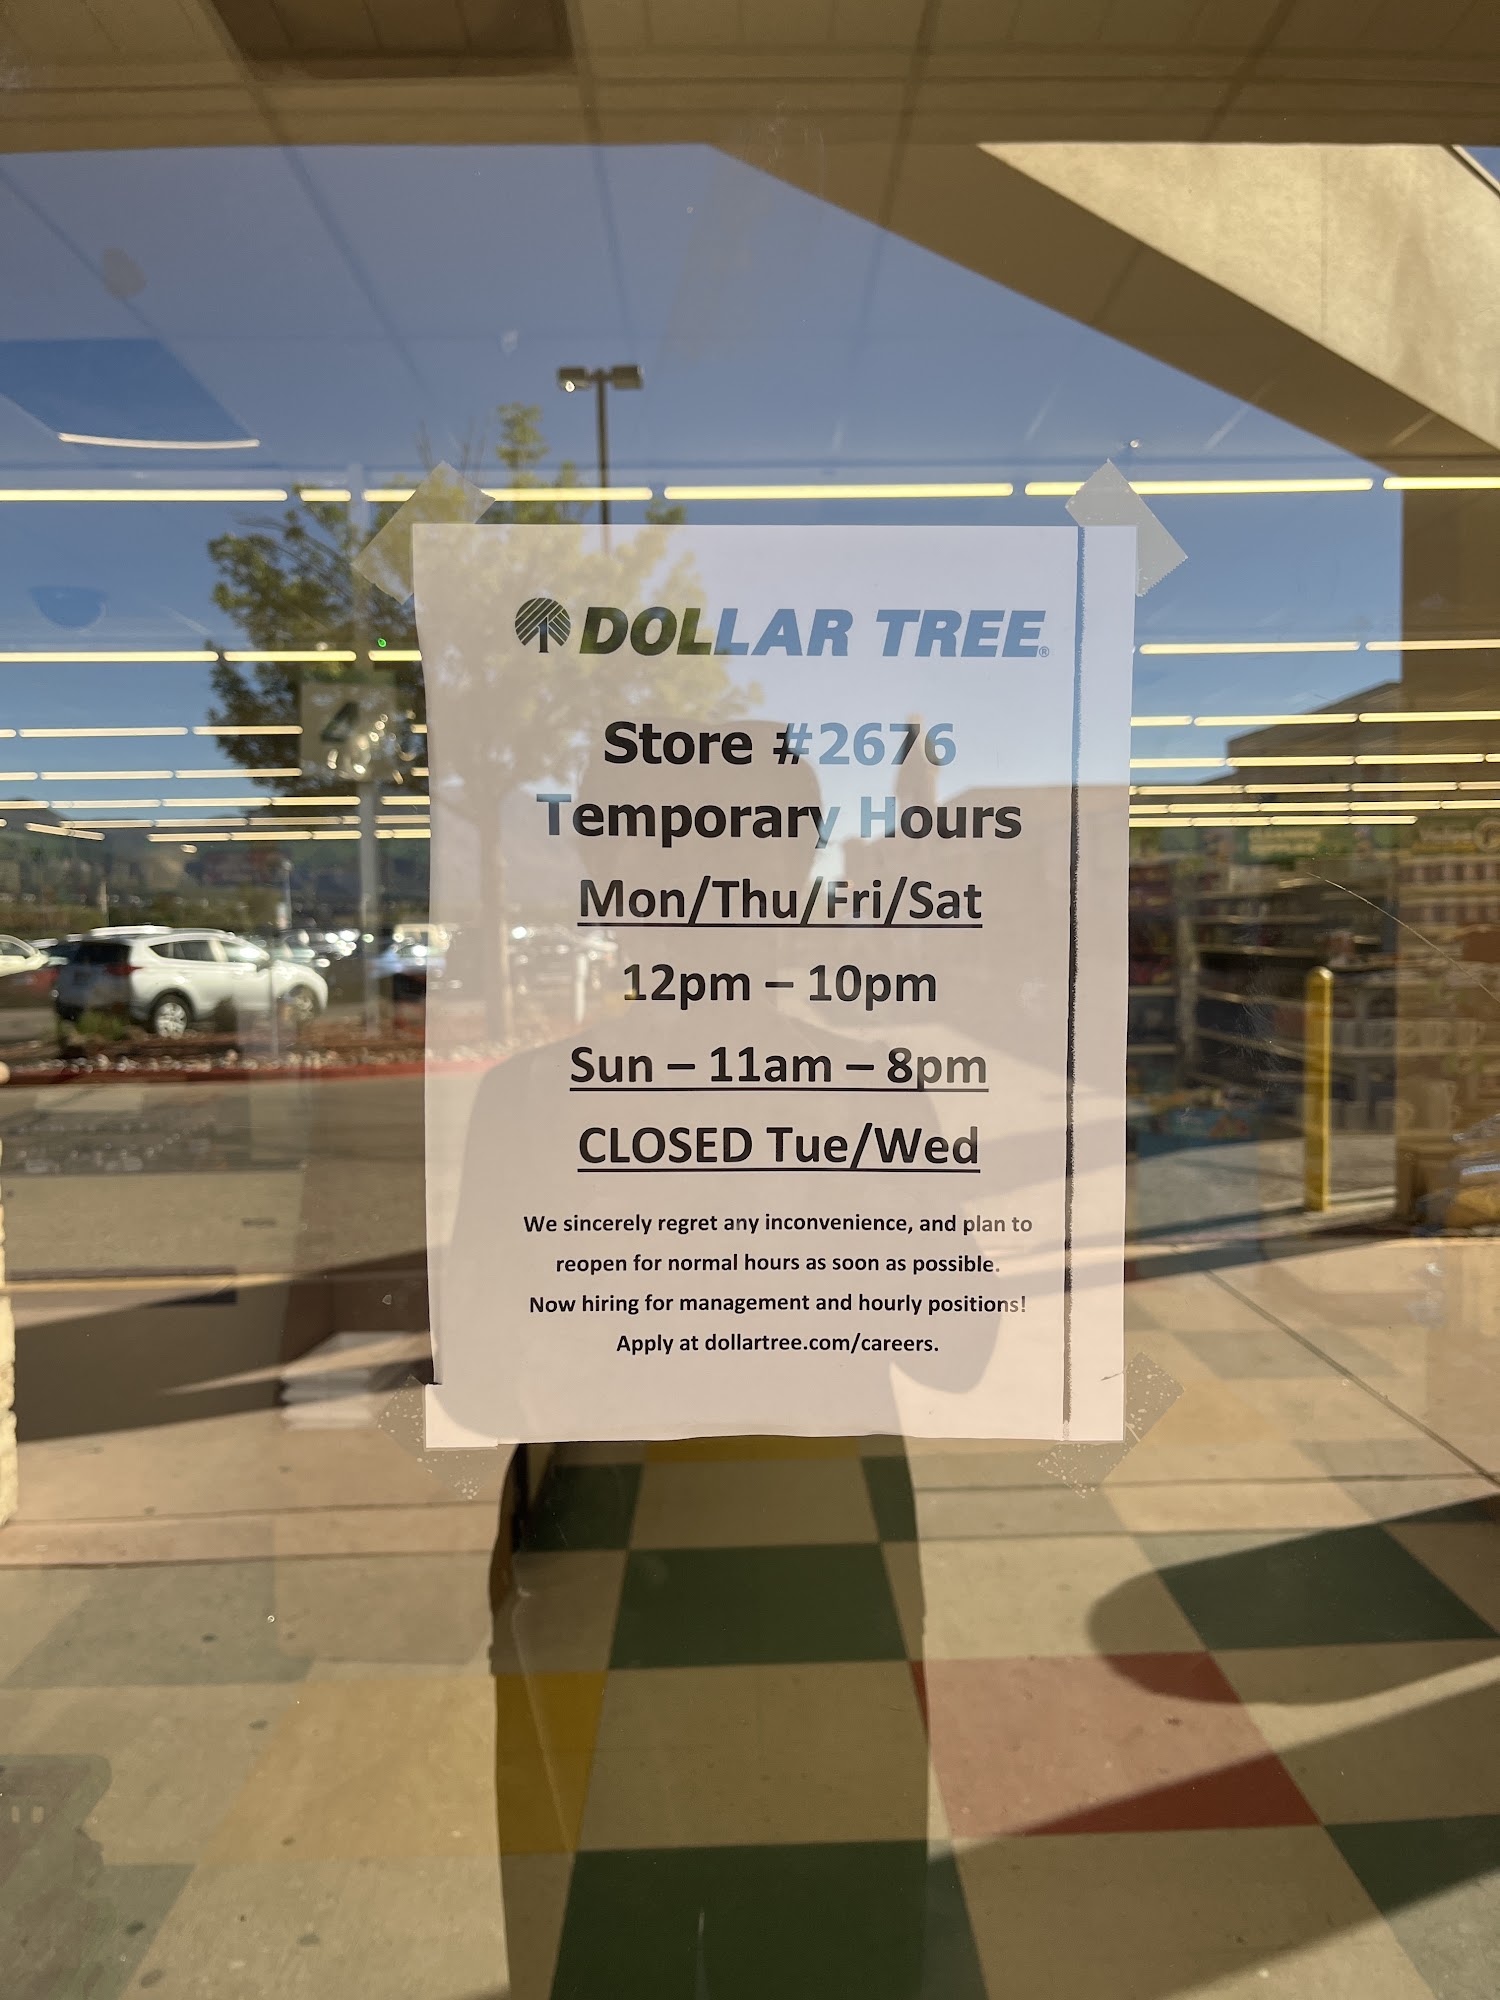 DOLLAR TREE®
Store #2676
Temporary Hours
Mon/Thu/Fri/Sat
12pm – 10pm
Sun – 11am – 8pm
CLOSED Tue/Wed
We sincerely regret any inconvenience, and plan to
reopen for normal hours as soon as possible.
Now hiring for management and hourly positions!
Apply at dollartree.com/careers.